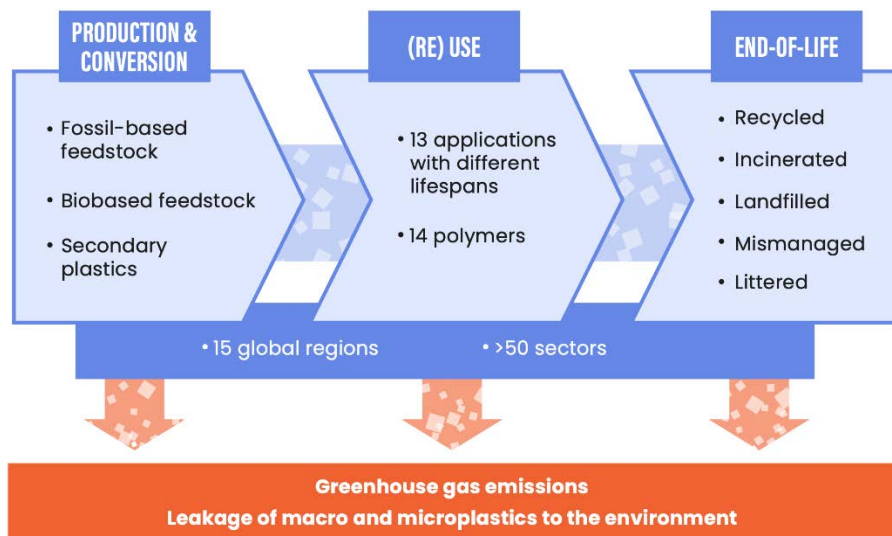 PRODUCTION &
CONVERSION
• Fossil-based
feedstock
• Biobased feedstock
• Secondary
plastics
(RE) USE
• 13 applications
with different
lifespans
• 14 polymers
END-OF-LIFE
• Recycled
• Incinerated
• Landfilled
• Mismanaged
• Littered
• 15 global regions
• >50 sectors
Greenhouse gas emissions
Leakage of macro and microplastics to the environment